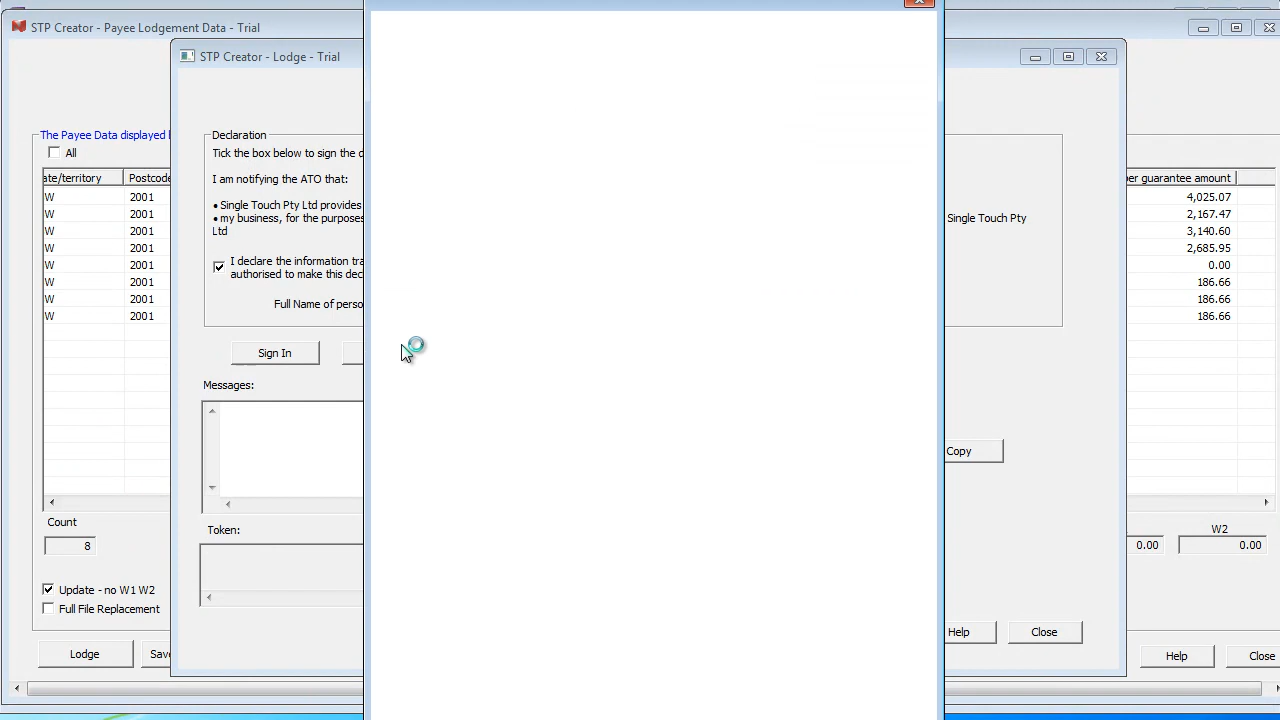 STP Creator - Payee Lodgement Data - Trial
STP Creator - Lodge - Trial
The Payee Data displayed
All
ate/territory Postcode er guarantee amount
W 2001 4,025.07
W 2001 2,167.47
W 2001 3,140.60
W 2001 2,685.95
W 2001 0.00
W 2001 186.66
W 2001 186.66
W 2001 186.66
Count
8
W2
0.00 0.00
Update - no W1 W2
Full File Replacement
Lodge
Help Close
Declaration
Tick the box below to sign the
I am notifying the ATO that:
• Single Touch Pty Ltd provides
• my business, for the purposes Single Touch Pty
Ltd
I declare the information
authorised to make this
Full Name of
Sign In
Messages:
Copy
Token:
Help Close